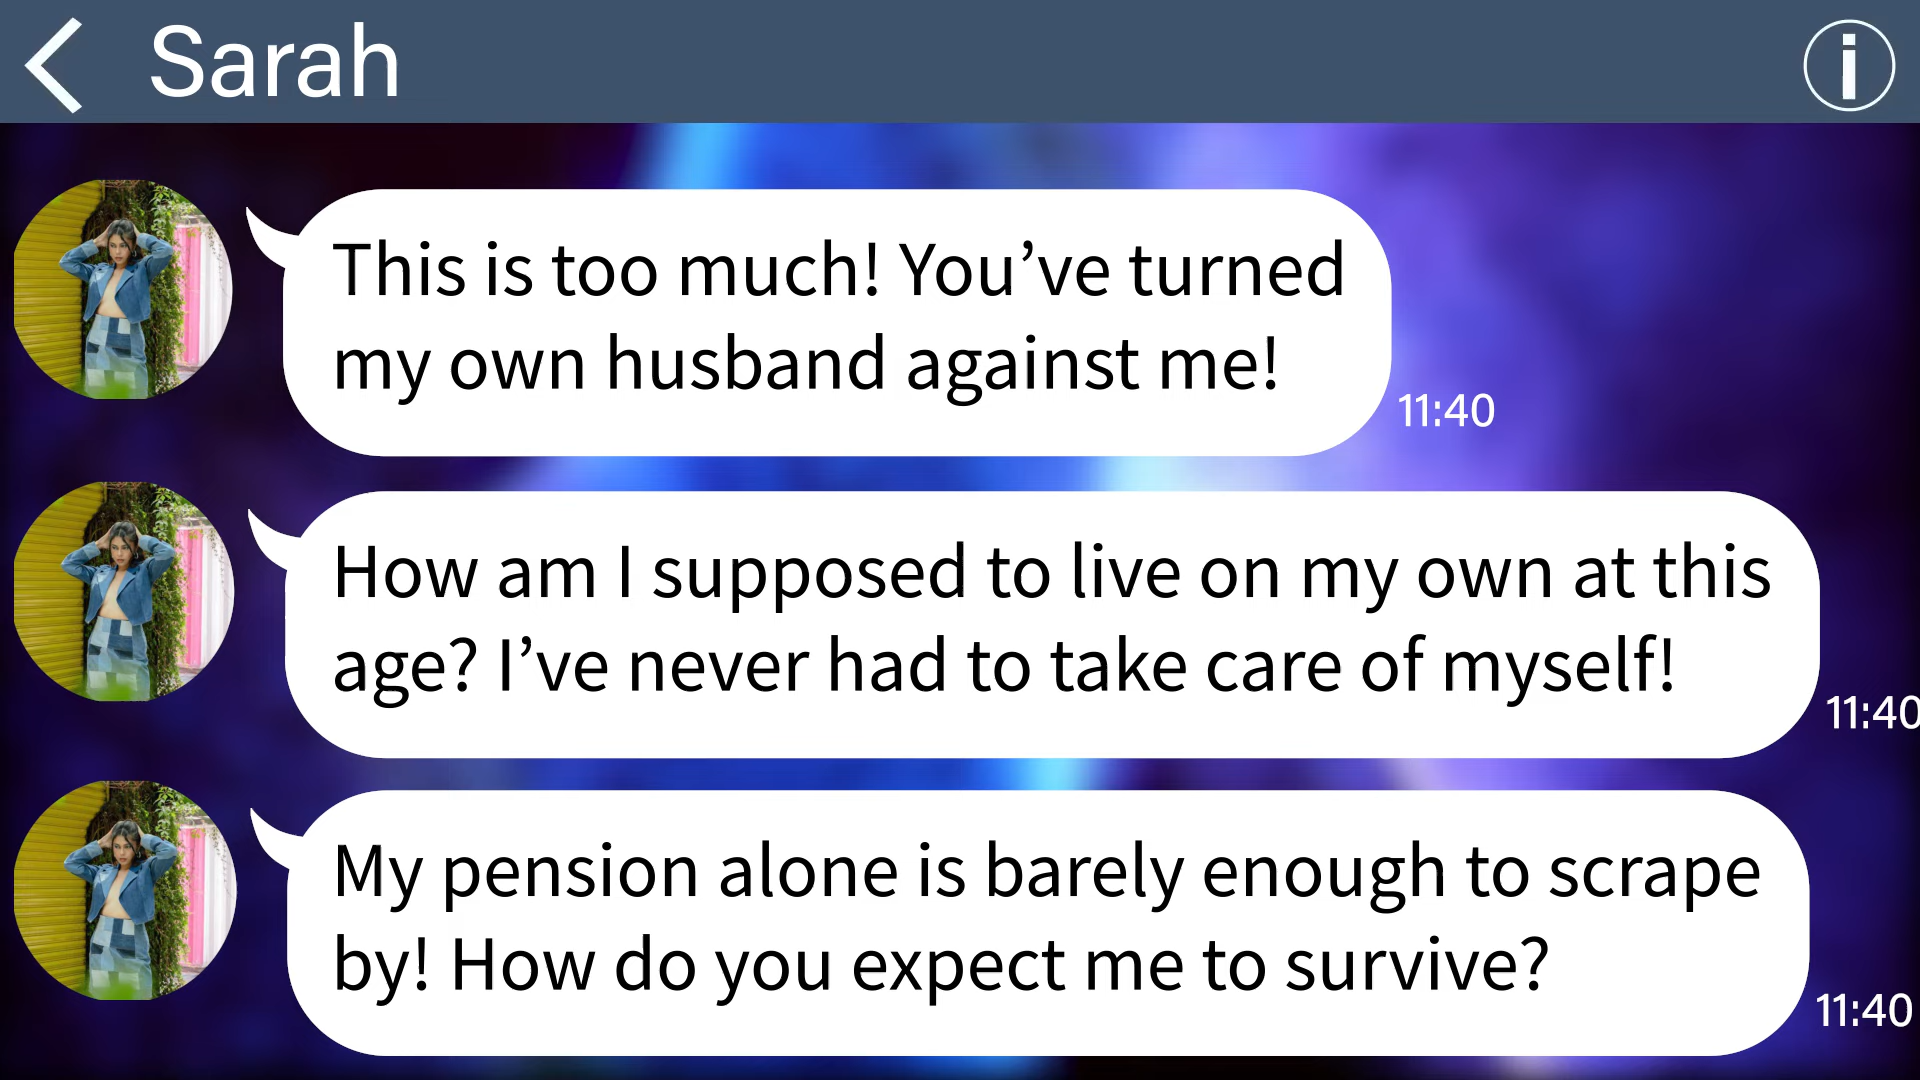 Sarah
This is too much! You’ve turned
my own husband against me!
11:40
How am I supposed to live on my own at this
age? I’ve never had to take care of myself!
11:40
My pension alone is barely enough to scrape
by! How do you expect me to survive?
11:40